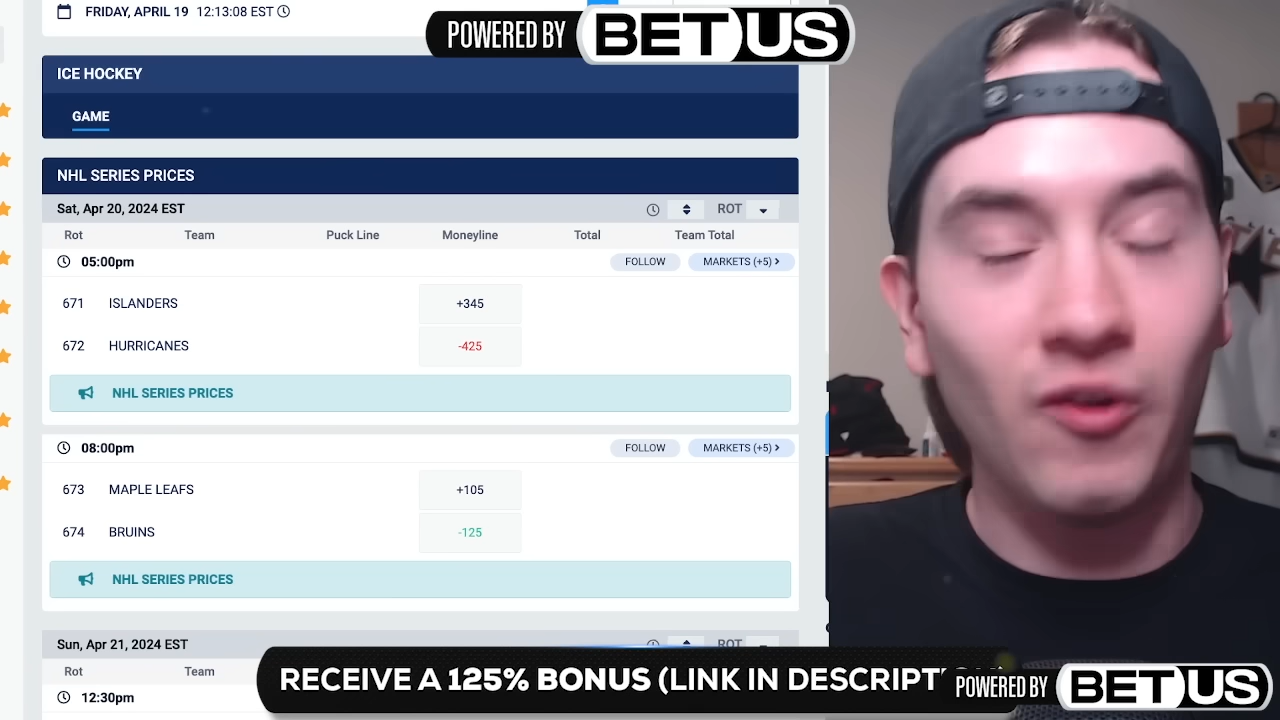 FRIDAY, APRIL 19 12:13:08 EST
POWERED BY BETUS
ICE HOCKEY
GAME
NHL SERIES PRICES
Sat, Apr 20, 2024 EST ROT
Rot Team Puck Line Moneyline Total Team Total
05:00pm FOLLOW MARKETS (+5)
671 ISLANDERS +345
672 HURRICANES -425
NHL SERIES PRICES
08:00pm FOLLOW MARKETS (+5)
673 MAPLE LEAFS +105
674 BRUINS -125
NHL SERIES PRICES
Sun, Apr 21, 2024 EST ROT
Rot Team
12:30pm
RECEIVE A 125% BONUS (LINK IN DESCRIPT
POWERED BY BETUS